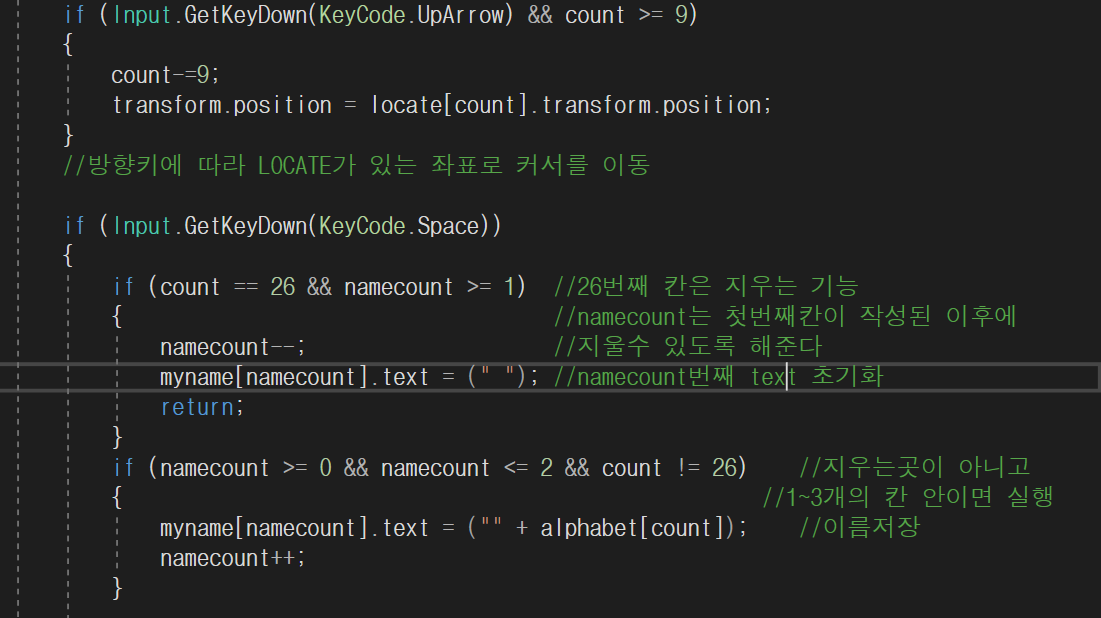 if (Input.GetKeyDown(KeyCode.UpArrow) && count >= 9)
{
count-=9;
transform.position = locate[count].transform.position;
}
//방향키에 따라 LOCATE가 있는 좌표로 커서를 이동
if (Input.GetKeyDown(KeyCode.Space))
{
if (count == 26 && namecount >= 1) //26번째 칸은 지우는 기능
{ //namecount는 첫번째칸이 작성된 이후에
namecount--; //지울수 있도록 해준다
myname[namecount].text = (" "); //namecount번째 text 초기화
return;
}
if (namecount >= 0 && namecount <= 2 && count != 26) //지우는곳이 아니고
{ //1~3개의 칸 안이면 실행
myname[namecount].text = ("" + alphabet[count]); //이름저장
namecount++;
}